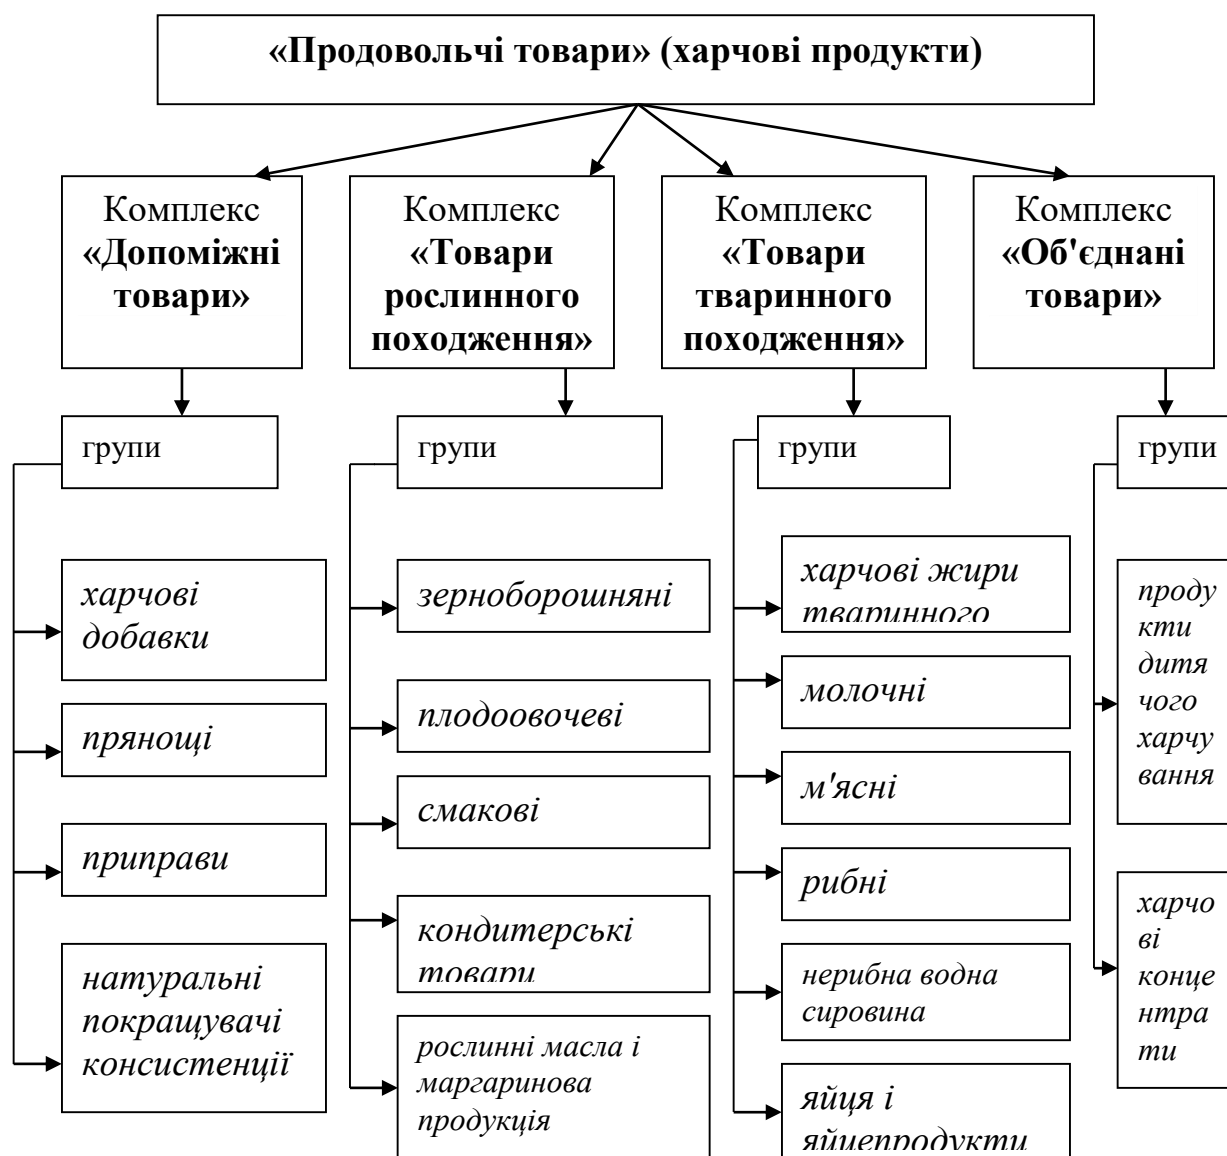 «Продовольчі товари» (харчові продукти)
Комплекс
«Допоміжні
товари»
Комплекс
«Товари
рослинного
походження»
Комплекс
«Товари
тваринного
походження»
Комплекс
«Об'єднані
товари»
групи
групи
групи
групи
харчові
добавки
прянощі
приправи
натуральні
покращувачі
консистенції
зерноборошняні
плодоовочеві
смакові
кондитерські
товари
рослинні масла і
маргаринова
продукція
харчові жири
тваринного
молочні
м'ясні
рибні
нерибна водна
сировина
яйця і
яйцепродукти
проду
кти
дитя
чого
харчу
вання
харчо
ві
конце
нтра
ти